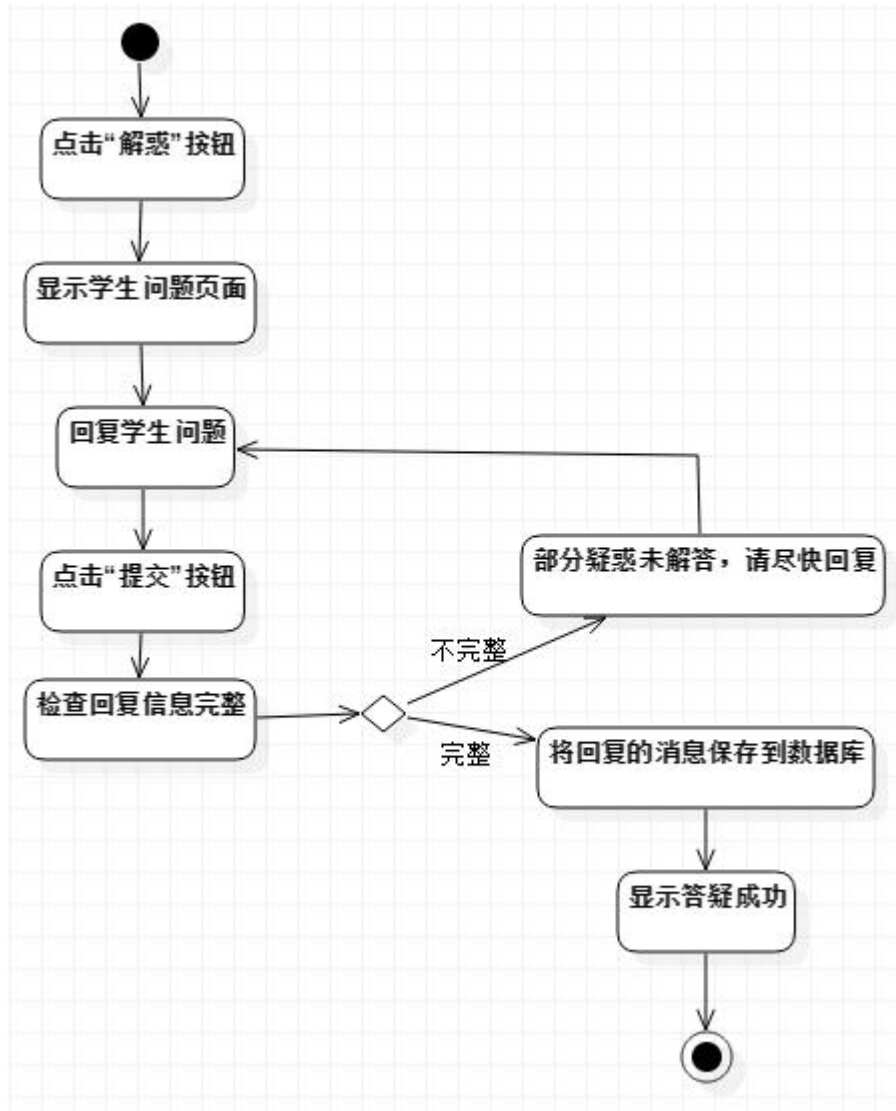 点击“解惑”按钮
显示学生问题页面
回复学生问题
点击“提交”按钮
检查回复信息完整
不完整
部分疑惑未解答，请尽快回复
完整
将回复的消息保存到数据库
显示答疑成功